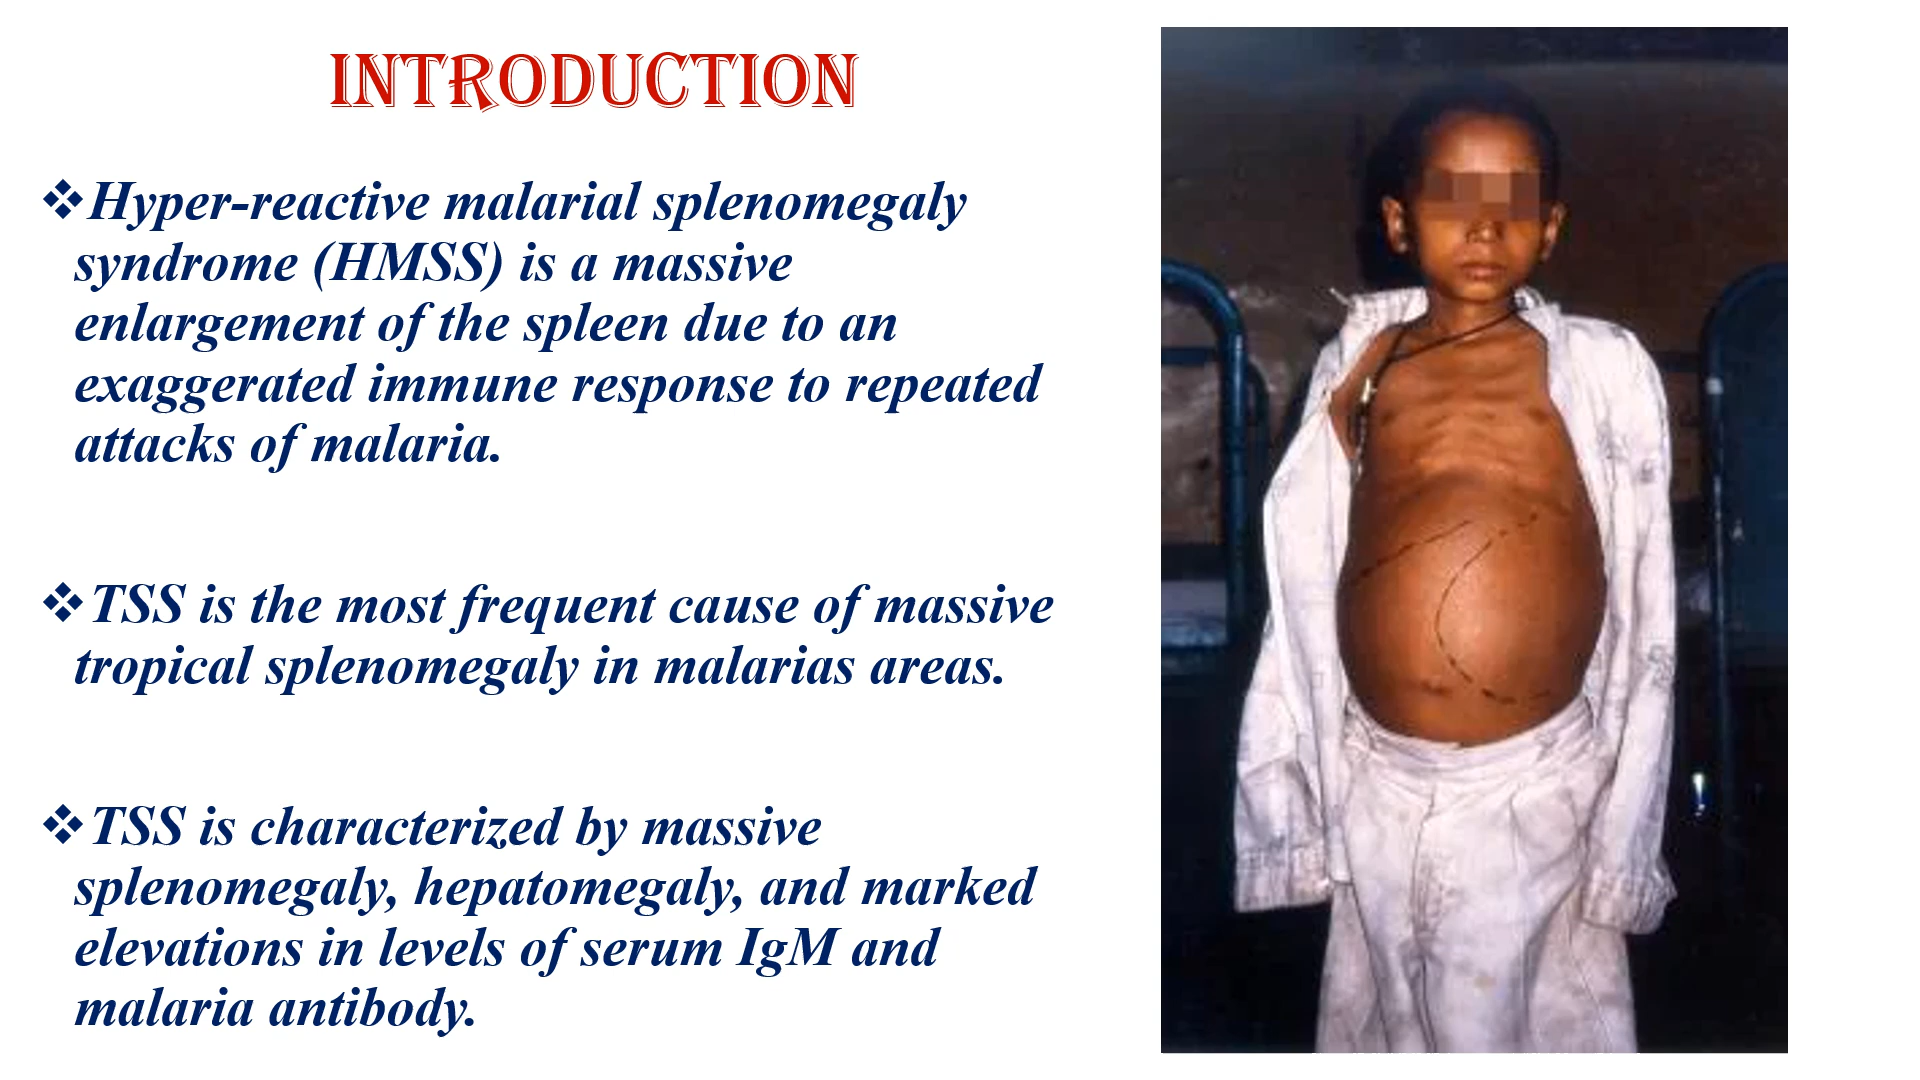 INTRODUCTION
❖Hyper-reactive malarial splenomegaly
syndrome (HMSS) is a massive
enlargement of the spleen due to an
exaggerated immune response to repeated
attacks of malaria.
❖TSS is the most frequent cause of massive
tropical splenomegaly in malarias areas.
❖TSS is characterized by massive
splenomegaly, hepatomegaly, and marked
elevations in levels of serum IgM and
malaria antibody.